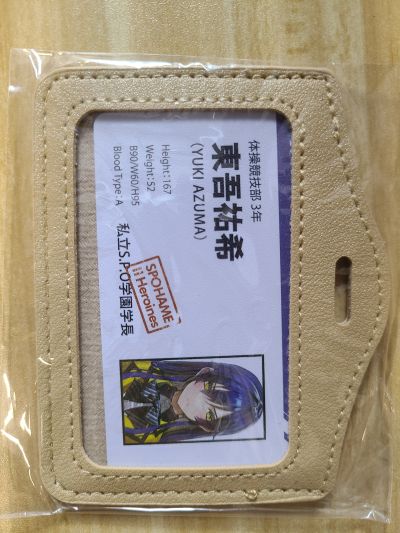 体操競技部 3年
東吾祐希
(YUKI AZUMA)
Height:167
Weight:52
B90/W60/H95
Blood Type:A
私立S.P.O学園学長
SPOHAME
Heroines